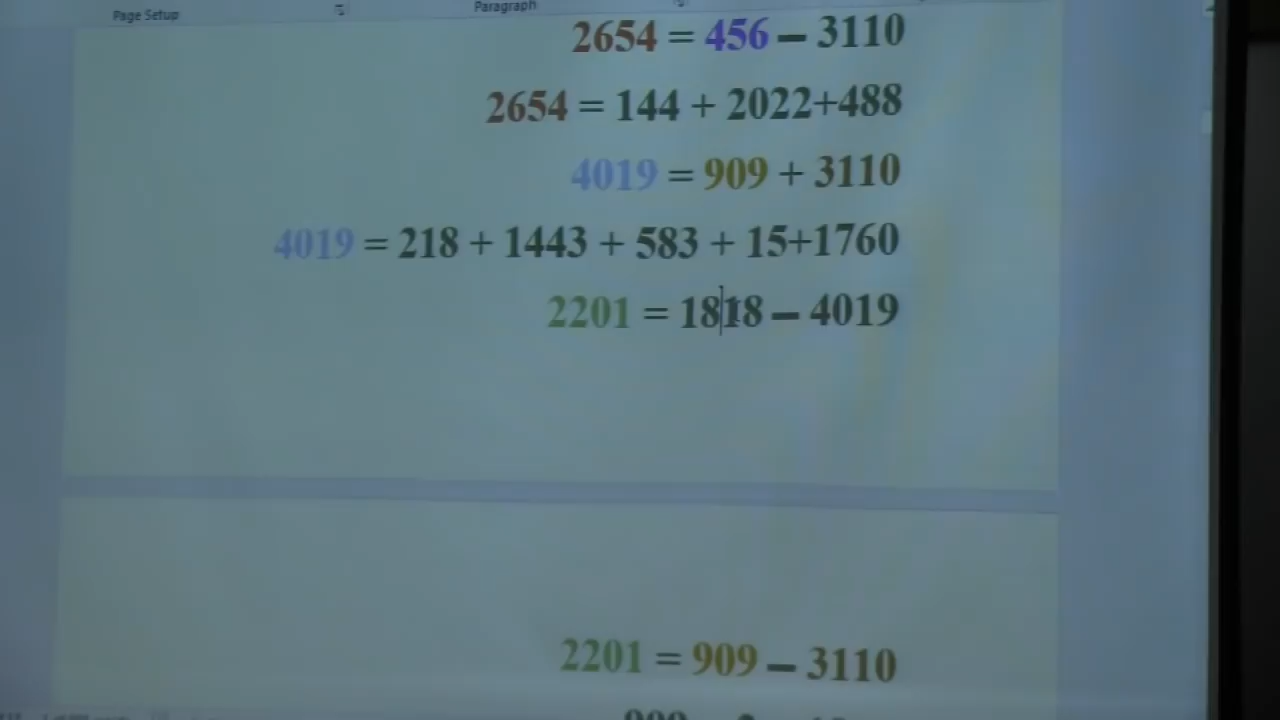 Page Setup
Paragraph
2654 = 456 – 3110
2654 = 144 + 2022+488
4019 = 909 + 3110
4019 = 218 + 1443 + 583 + 15+1760
2201 = 1818 – 4019
2201 = 909 – 3110